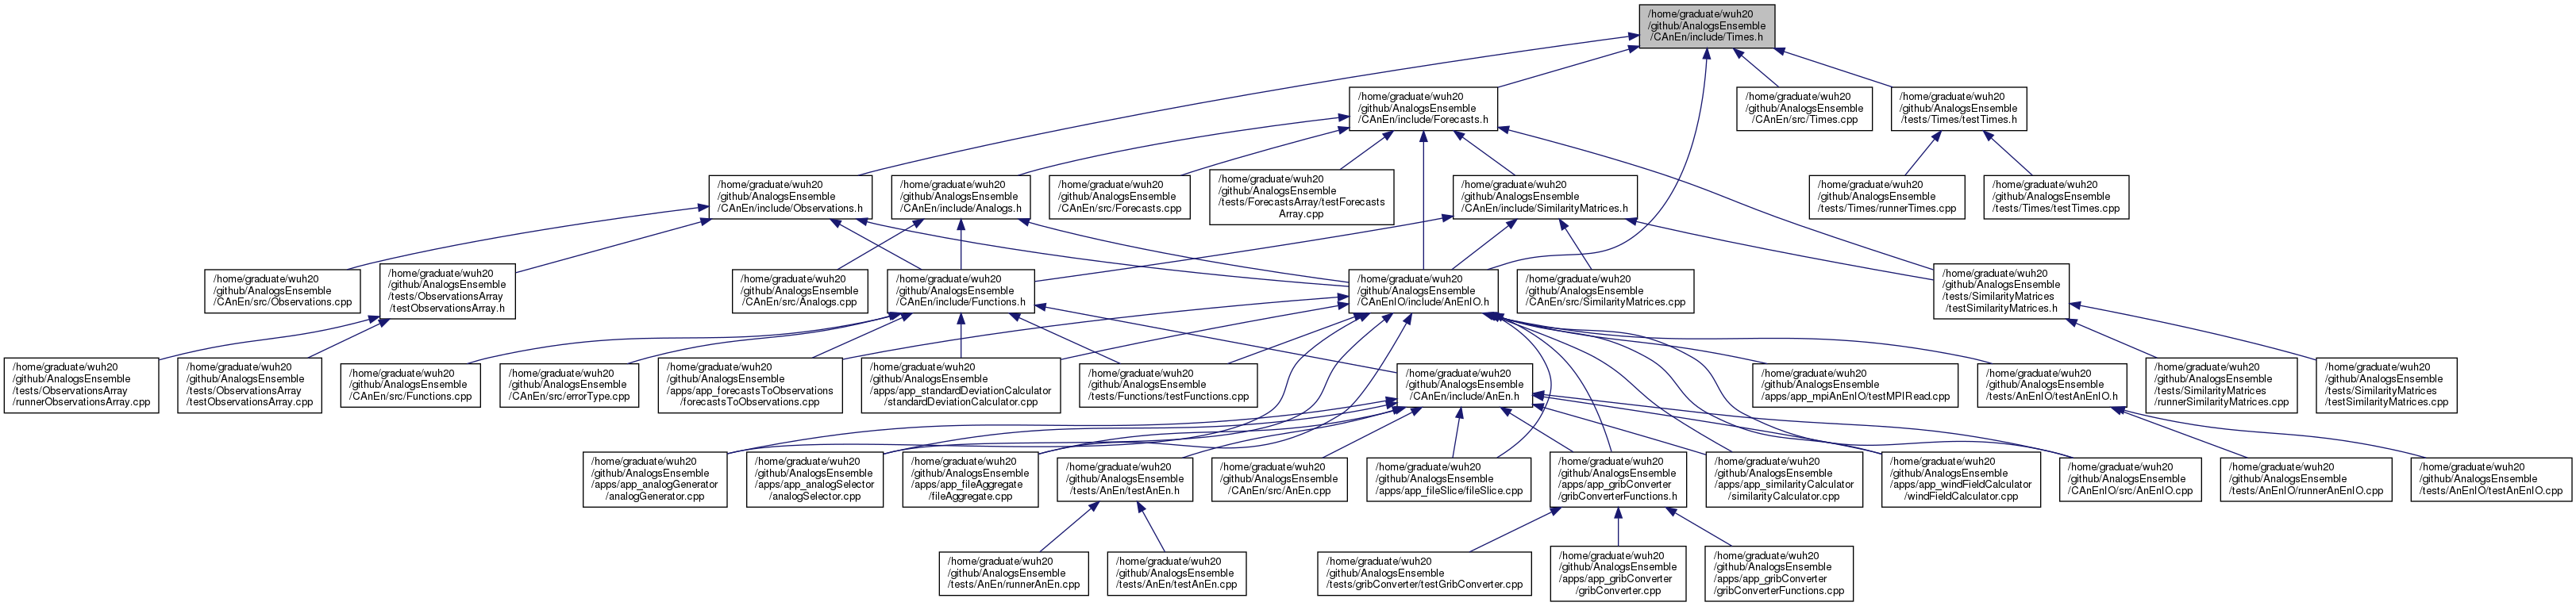 /home/graduate/wuh20
/github/AnalogsEnsemble
/CAnEn/include/Times.h
/home/graduate/wuh20
/github/AnalogsEnsemble
/CAnEn/include/Forecasts.h
/home/graduate/wuh20
/github/AnalogsEnsemble
/CAnEn/src/Times.cpp
/home/graduate/wuh20
/github/AnalogsEnsemble
/tests/Times/testTimes.h
/home/graduate/wuh20
/github/AnalogsEnsemble
/CAnEn/include/Observations.h
/home/graduate/wuh20
/github/AnalogsEnsemble
/CAnEn/include/Analogs.h
/home/graduate/wuh20
/github/AnalogsEnsemble
/CAnEn/src/Forecasts.cpp
/home/graduate/wuh20
/github/AnalogsEnsemble
/tests/ForecastsArray/testForecasts
Array.cpp
/home/graduate/wuh20
/github/AnalogsEnsemble
/CAnEn/include/SimilarityMatrices.h
/home/graduate/wuh20
/github/AnalogsEnsemble
/tests/Times/runnerTimes.cpp
/home/graduate/wuh20
/github/AnalogsEnsemble
/tests/Times/testTimes.cpp
/home/graduate/wuh20
/github/AnalogsEnsemble
/CAnEn/src/Observations.cpp
/home/graduate/wuh20
/github/AnalogsEnsemble
/tests/ObservationsArray
/testObservationsArray.h
/home/graduate/wuh20
/github/AnalogsEnsemble
/CAnEn/src/Analogs.cpp
/home/graduate/wuh20
/github/AnalogsEnsemble
/CAnEn/include/Functions.h
/home/graduate/wuh20
/github/AnalogsEnsemble
/CAnEnIO/include/AnEnIO.h
/home/graduate/wuh20
/github/AnalogsEnsemble
/CAnEn/src/SimilarityMatrices.cpp
/home/graduate/wuh20
/github/AnalogsEnsemble
/tests/SimilarityMatrices
/testSimilarityMatrices.h
/home/graduate/wuh20
/github/AnalogsEnsemble
/tests/ObservationsArray
/runnerObservationsArray.cpp
/home/graduate/wuh20
/github/AnalogsEnsemble
/tests/ObservationsArray
/testObservationsArray.cpp
/home/graduate/wuh20
/github/AnalogsEnsemble
/CAnEn/src/Functions.cpp
/home/graduate/wuh20
/github/AnalogsEnsemble
/CAnEn/src/errorType.cpp
/home/graduate/wuh20
/github/AnalogsEnsemble
/apps/app_forecastsToObservations
/forecastsToObservations.cpp
/home/graduate/wuh20
/github/AnalogsEnsemble
/apps/app_standardDeviationCalculator
/standardDeviationCalculator.cpp
/home/graduate/wuh20
/github/AnalogsEnsemble
/tests/Functions/testFunctions.cpp
/home/graduate/wuh20
/github/AnalogsEnsemble
/CAnEn/include/AnEn.h
/home/graduate/wuh20
/github/AnalogsEnsemble
/apps/app_mpiAnEnIO/testMPIRead.cpp
/home/graduate/wuh20
/github/AnalogsEnsemble
/tests/AnEnIO/testAnEnIO.h
/home/graduate/wuh20
/github/AnalogsEnsemble
/tests/SimilarityMatrices
/runnerSimilarityMatrices.cpp
/home/graduate/wuh20
/github/AnalogsEnsemble
/tests/SimilarityMatrices
/testSimilarityMatrices.cpp
/home/graduate/wuh20
/github/AnalogsEnsemble
/apps/app_analogGenerator
/analogGenerator.cpp
/home/graduate/wuh20
/github/AnalogsEnsemble
/apps/app_analogSelector
/analogSelector.cpp
/home/graduate/wuh20
/github/AnalogsEnsemble
/apps/app_fileAggregate
/fileAggregate.cpp
/home/graduate/wuh20
/github/AnalogsEnsemble
/tests/AnEn/testAnEn.h
/home/graduate/wuh20
/github/AnalogsEnsemble
/CAnEn/src/AnEn.cpp
/home/graduate/wuh20
/github/AnalogsEnsemble
/apps/app_fileSlice/fileSlice.cpp
/home/graduate/wuh20
/github/AnalogsEnsemble
/apps/app_gribConverter
/gribConverterFunctions.h
/home/graduate/wuh20
/github/AnalogsEnsemble
/apps/app_similarityCalculator
/similarityCalculator.cpp
/home/graduate/wuh20
/github/AnalogsEnsemble
/apps/app_windFieldCalculator
/windFieldCalculator.cpp
/home/graduate/wuh20
/github/AnalogsEnsemble
/CAnEnIO/src/AnEnIO.cpp
/home/graduate/wuh20
/github/AnalogsEnsemble
/tests/AnEnIO/runnerAnEnIO.cpp
/home/graduate/wuh20
/github/AnalogsEnsemble
/tests/AnEnIO/testAnEnIO.cpp
/home/graduate/wuh20
/github/AnalogsEnsemble
/tests/AnEn/runnerAnEn.cpp
/home/graduate/wuh20
/github/AnalogsEnsemble
/tests/AnEn/testAnEn.cpp
/home/graduate/wuh20
/github/AnalogsEnsemble
/tests/gribConverter/testGribConverter.cpp
/home/graduate/wuh20
/github/AnalogsEnsemble
/apps/app_gribConverter
/gribConverter.cpp
/home/graduate/wuh20
/github/AnalogsEnsemble
/apps/app_gribConverter
/gribConverterFunctions.cpp